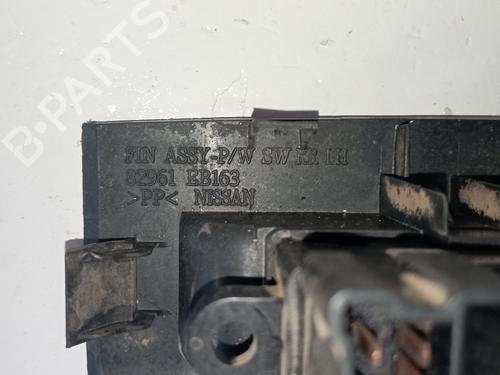 FIN ASSY-P/W SW RR LH
82961 EB163
>PP< NISSAN
B-PARTS